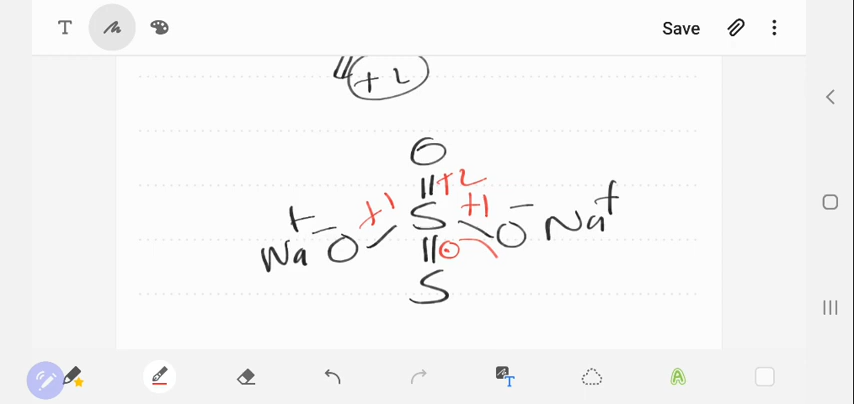 T Save
+2
O
|| +2
Na+ -O +1 S +1 O- Na+
|| 0
S
T
A